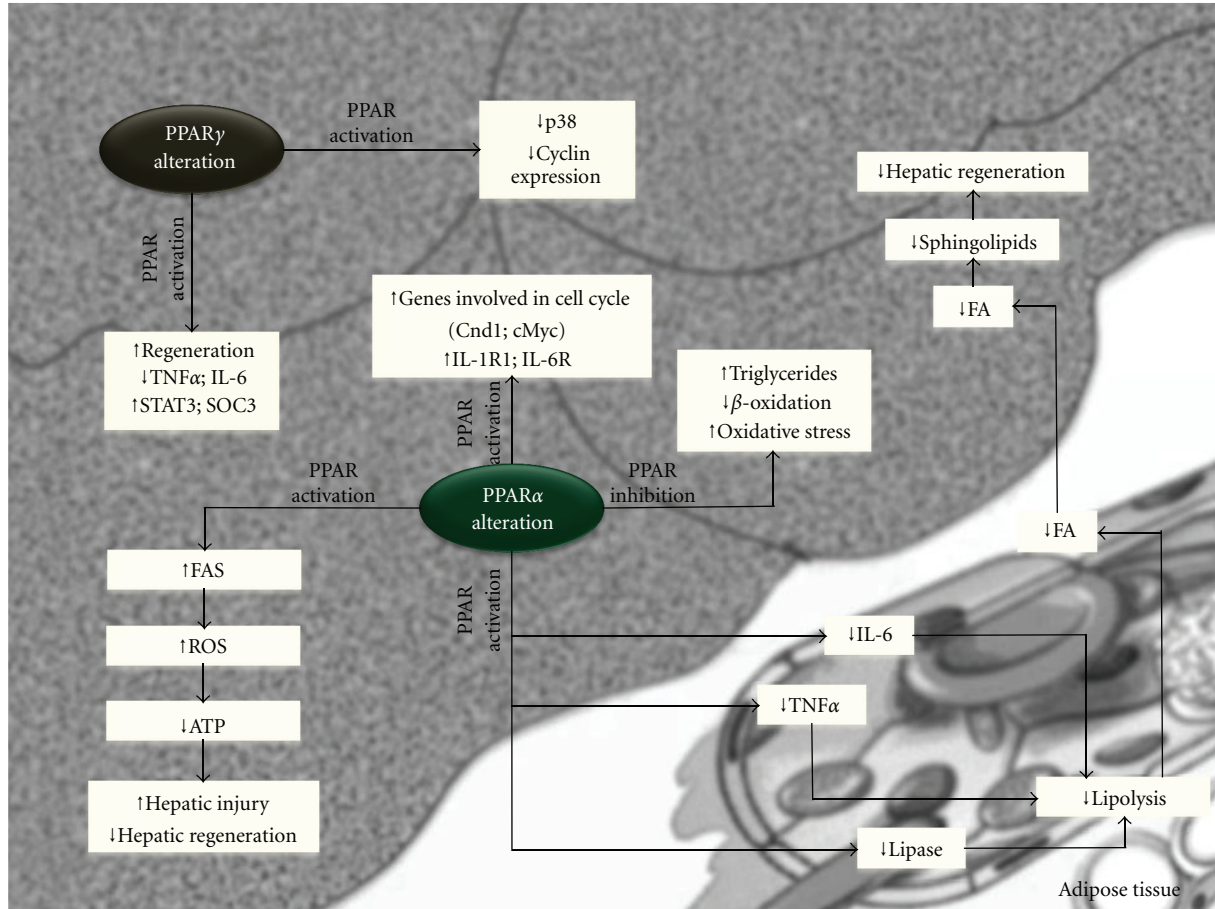 PPARγ
alteration
PPAR
activation
↓p38
↓Cyclin
expression
PPAR
activation
↑Regeneration
↓TNFα; IL-6
↑STAT3; SOC3
↑Genes involved in cell cycle
(Cnd1; cMyc)
↑IL-1R1; IL-6R
PPAR
activation
↓Hepatic regeneration
↓Sphingolipids
↓FA
↑Triglycerides
↓β-oxidation
↑Oxidative stress
PPAR
activation
PPARα
alteration
PPAR
inhibition
↓FA
↑FAS
↑ROS
↓ATP
↑Hepatic injury
↓Hepatic regeneration
PPAR
activation
↓IL-6
↓TNFα
↓Lipolysis
↓Lipase
Adipose tissue